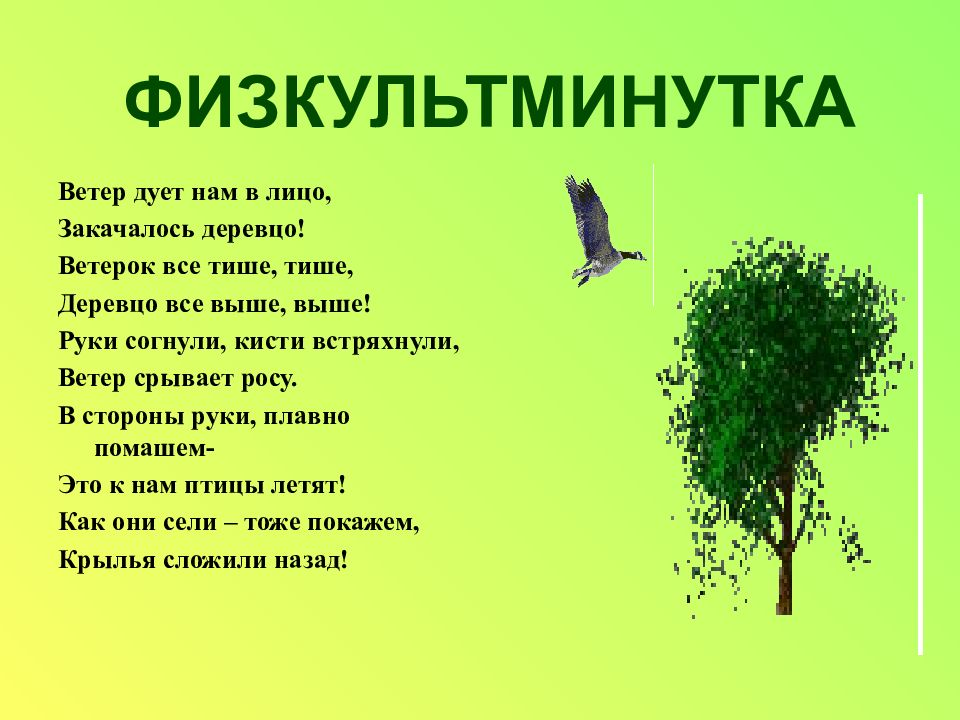 ФИЗКУЛЬТМИНУТКА
Ветер дует нам в лицо,
Закачалось деревцо!
Ветерок все тише, тише,
Деревцо все выше, выше!
Руки согнули, кисти встряхнули,
Ветер срывает росу.
В стороны руки, плавно
помашем-
Это к нам птицы летят!
Как они сели – тоже покажем,
Крылья сложили назад!